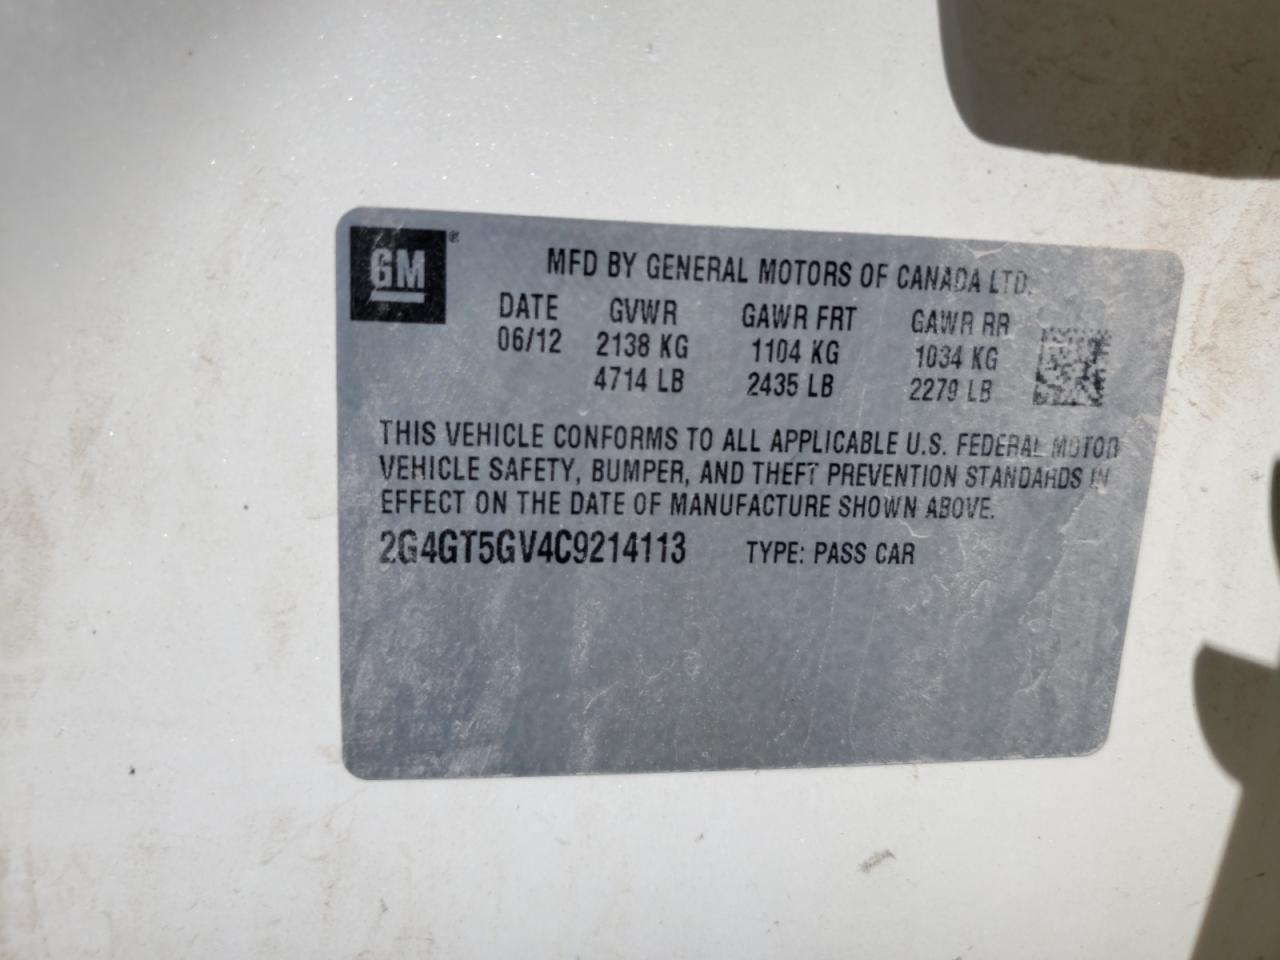 GM®
MFD BY GENERAL MOTORS OF CANADA LTD.
DATE GVWR GAWR FRT GAWR RR
06/12 2138 KG 1104 KG 1034 KG
4714 LB 2435 LB 2279 LB
THIS VEHICLE CONFORMS TO ALL APPLICABLE U.S. FEDERAL MOTOR
VEHICLE SAFETY, BUMPER, AND THEFT PREVENTION STANDARDS IN
EFFECT ON THE DATE OF MANUFACTURE SHOWN ABOVE.
2G4GT5GV4C9214113 TYPE: PASS CAR